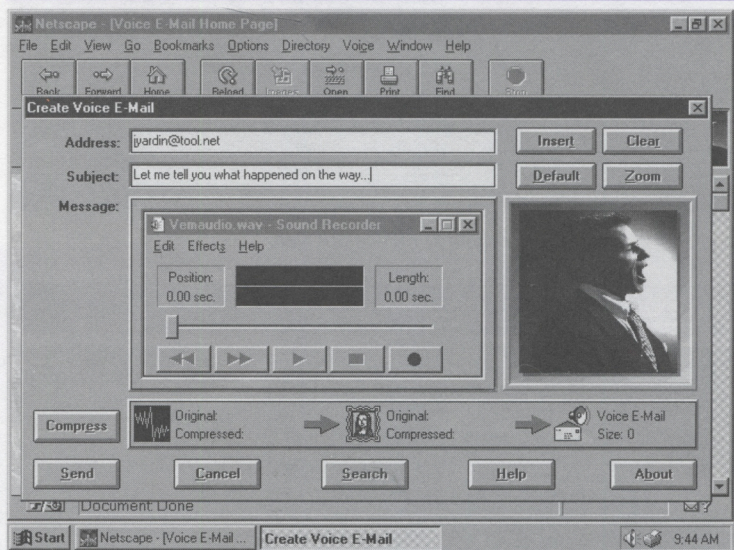 Netscape - [Voice E-Mail Home Page]
File Edit View Go Bookmarks Options Directory Voice Window Help
Back Forward Home Reload Images Open Print Find Stop
Create Voice E-Mail
Address: jyardin@tool.net Insert Clear
Subject: Let me tell you what happened on the way... Default Zoom
Message:
Vemaudio.wav - Sound Recorder
Edit Effects Help
Position: Length:
0.00 sec. 0.00 sec.
Compress
Original: Original: Voice E-Mail
Compressed: Compressed: Size: 0
Send Cancel Search Help About
Document: Done
Start Netscape - [Voice E-Mail ... Create Voice E-Mail 9:44 AM